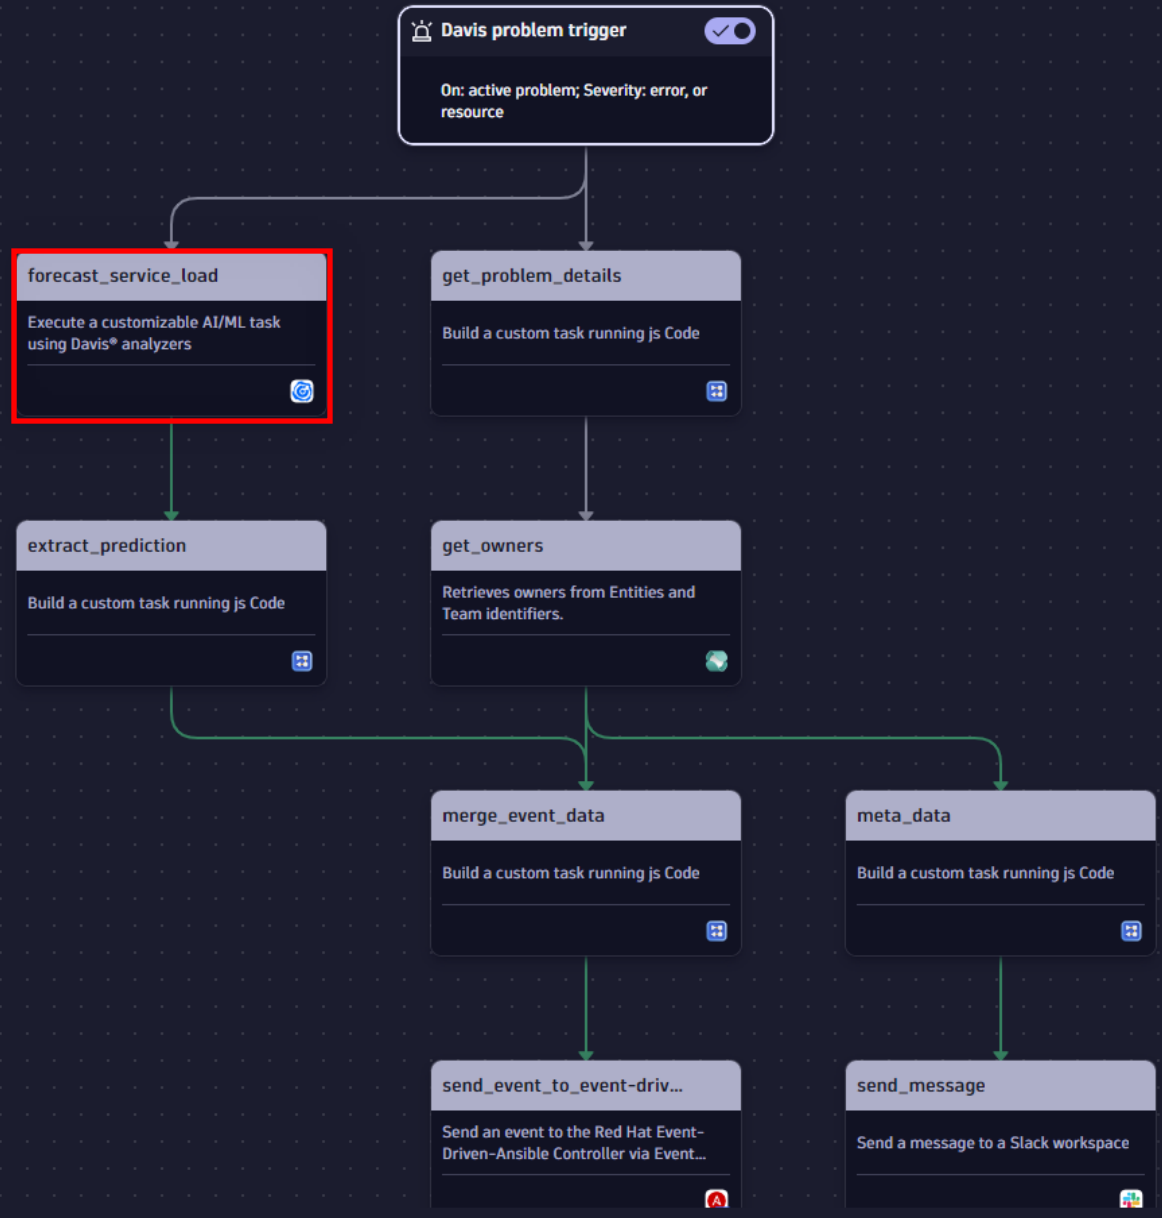 Davis problem trigger
On: active problem; Severity: error, or
resource
forecast_service_load
Execute a customizable AI/ML task
using Davis® analyzers
get_problem_details
Build a custom task running js Code
extract_prediction
Build a custom task running js Code
get_owners
Retrieves owners from Entities and
Team identifiers.
merge_event_data
Build a custom task running js Code
meta_data
Build a custom task running js Code
send_event_to_event-driv...
Send an event to the Red Hat Event-
Driven-Ansible Controller via Event...
send_message
Send a message to a Slack workspace